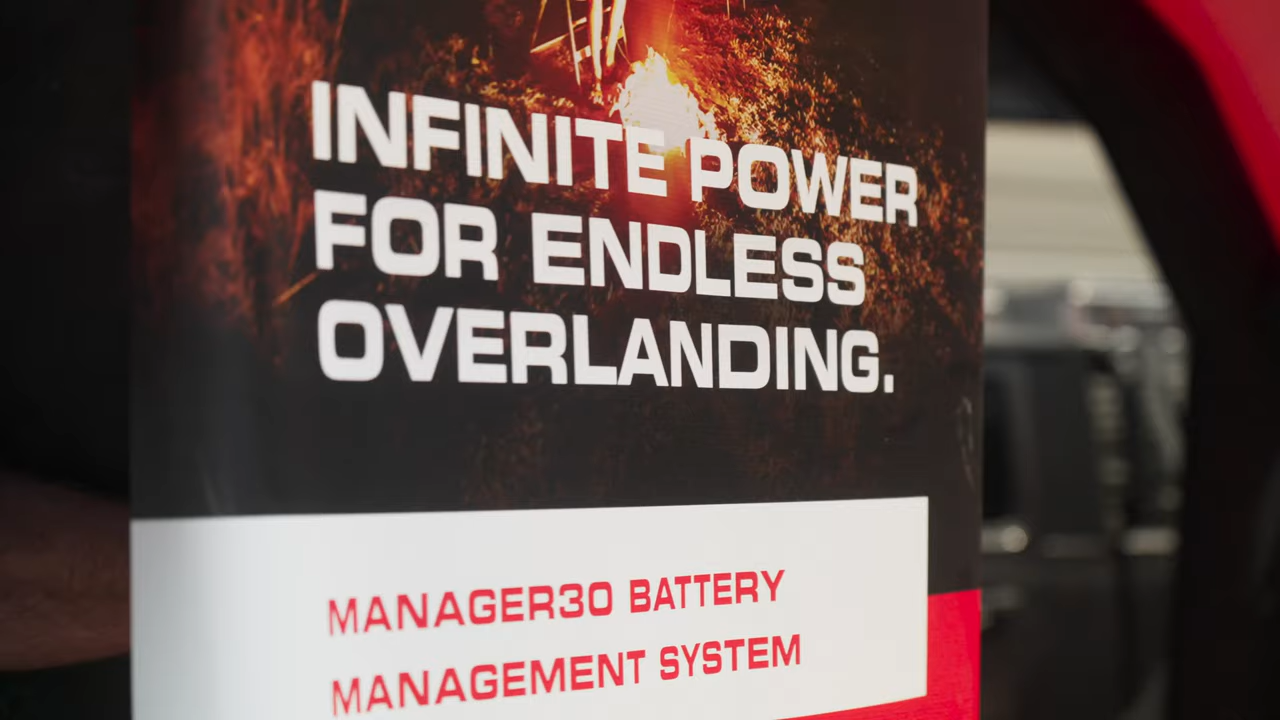 INFINITE POWER
FOR ENDLESS
OVERLANDING.
MANAGER30 BATTERY
MANAGEMENT SYSTEM